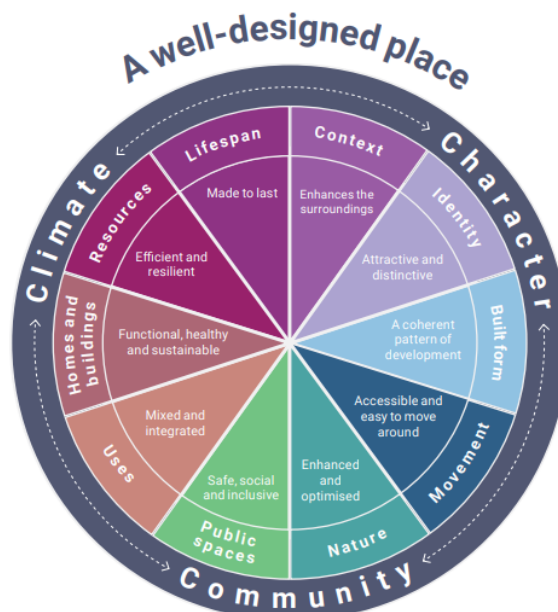 A well-designed place
Climate
Character
Community
Context
Enhances the
surroundings
Identity
Attractive and
distinctive
Built form
A coherent
pattern of
development
Movement
Accessible and
easy to move
around
Nature
Enhanced
and
optimised
Public
spaces
Safe, social
and inclusive
Uses
Mixed and
integrated
Homes and
buildings
Functional, healthy
and sustainable
Resources
Efficient and
resilient
Lifespan
Made to last